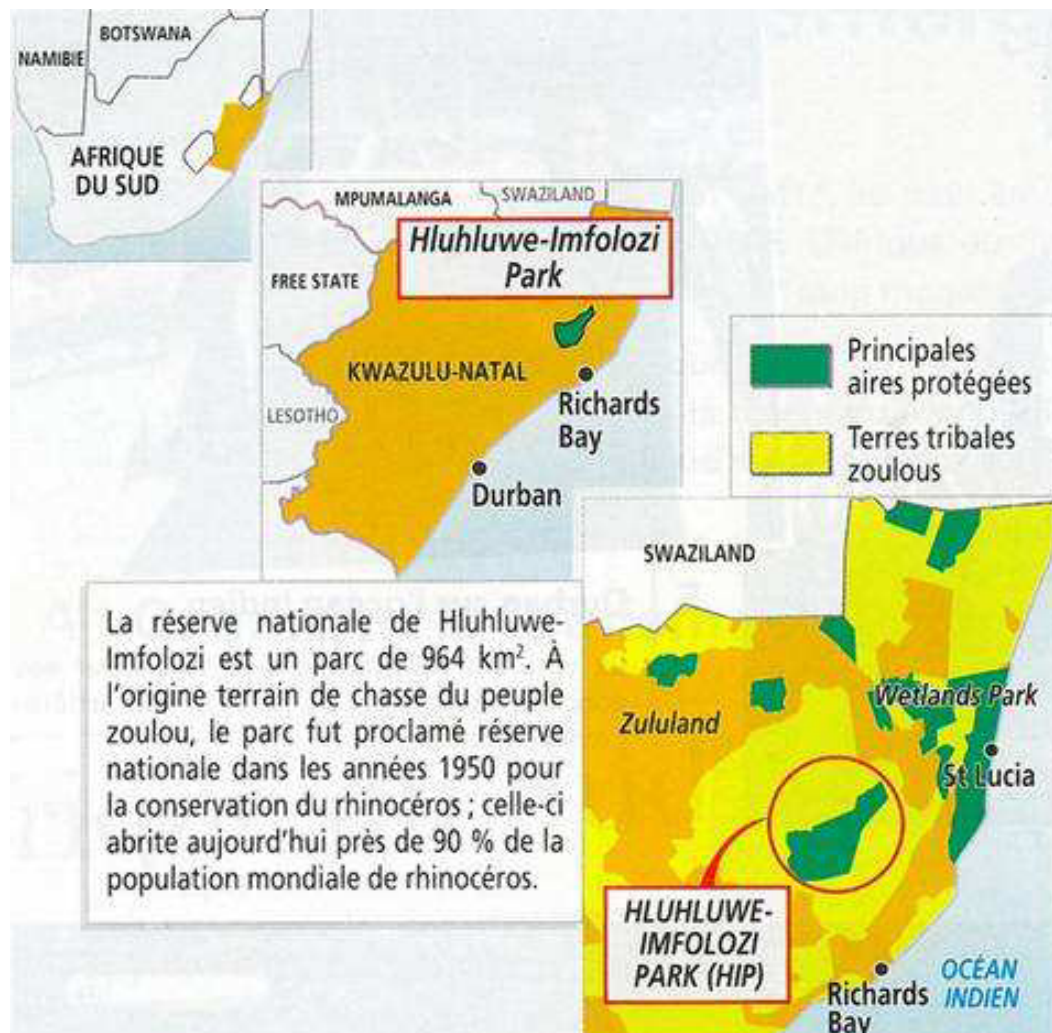 BOTSWANA
NAMIBIE
AFRIQUE
DU SUD
MPUMALANGA
SWAZILAND
Hluhluwe-Imfolozi
Park
FREE STATE
KWAZULU-NATAL
LESOTHO
Richards
Bay
Durban
Principales
aires protégées
Terres tribales
zoulous
La réserve nationale de Hluhluwe-
Imfolozi est un parc de 964 km². À
l'origine terrain de chasse du peuple
zoulou, le parc fut proclamé réserve
nationale dans les années 1950 pour
la conservation du rhinocéros ; celle-ci
abrite aujourd'hui près de 90 % de la
population mondiale de rhinocéros.
SWAZILAND
Zululand
Wetlands Park
St Lucia
HLUHLUWE-
IMFOLOZI
PARK (HIP)
Richards
Bay
OCÉAN
INDIEN